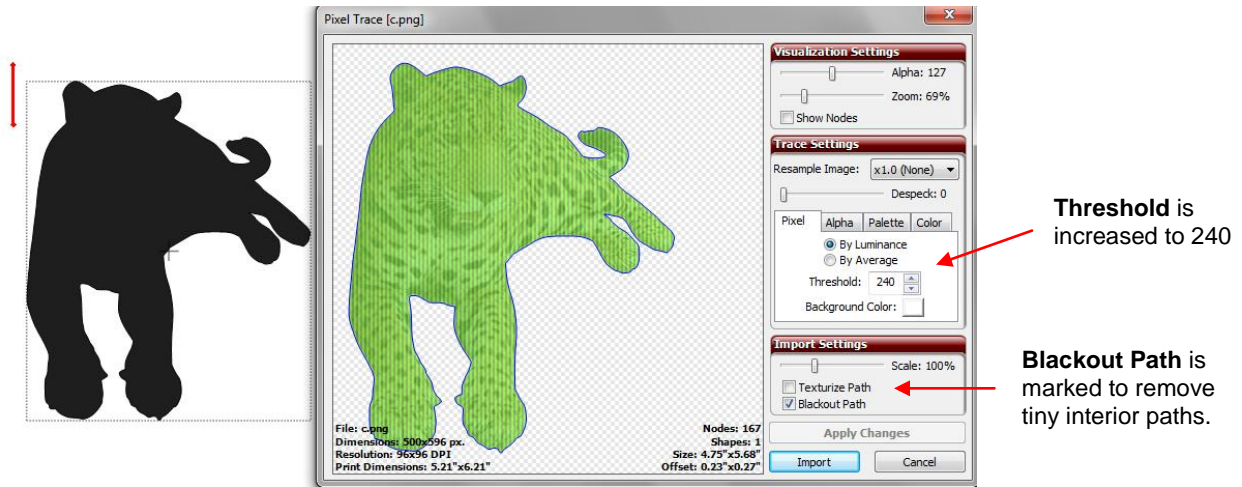 Pixel Trace [c.png]
x
Visualization Settings
Alpha: 127
Zoom: 69%
Show Nodes
Trace Settings
Resample Image: x1.0 (None)
Despeck: 0
Pixel Alpha Palette Color
By Luminance
By Average
Threshold: 240
Background Color:
Import Settings
Scale: 100%
Texturize Path
Blackout Path
Apply Changes
Import Cancel
File: c.png
Dimensions: 500x596 px.
Resolution: 96x96 DPI
Print Dimensions: 5.21"x6.21"
Nodes: 167
Shapes: 1
Size: 4.75"x5.68"
Offset: 0.23"x0.27"
Threshold is
increased to 240
Blackout Path is
marked to remove
tiny interior paths.